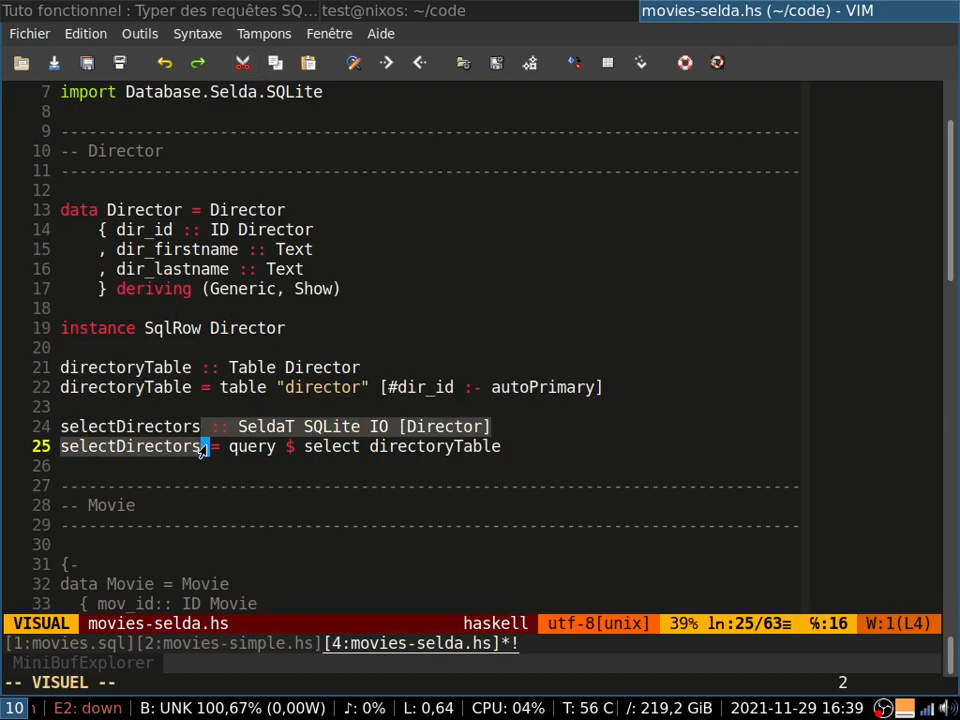 Tuto fonctionnel : Typer des requêtes SQ... test@nixos: ~/code movies-selda.hs (~/code) - VIM
Fichier Edition Outils Syntaxe Tampons Fenêtre Aide
7 import Database.Selda.SQLite
8
9 -------------------------------------------------------------------------------
10 -- Director
11 -------------------------------------------------------------------------------
12
13 data Director = Director
14     { dir_id :: ID Director
15     , dir_firstname :: Text
16     , dir_lastname :: Text
17     } deriving (Generic, Show)
18
19 instance SqlRow Director
20
21 directoryTable :: Table Director
22 directoryTable = table "director" [#dir_id :- autoPrimary]
23
24 selectDirectors :: SeldaT SQLite IO [Director]
25 selectDirectors = query $ select directoryTable
26
27 -------------------------------------------------------------------------------
28 -- Movie
29 -------------------------------------------------------------------------------
30
31 {-
32 data Movie = Movie
33   { mov_id:: ID Movie
VISUAL movies-selda.hs haskell utf-8[unix] 39% ln:25/63≡ ℅:16 W:1(L4)
[1:movies.sql][2:movies-simple.hs][4:movies-selda.hs]*!
MiniBufExplorer
-- VISUEL -- 2
10 E2: down B: UNK 100,67% (0,00W) ♪: 0% L: 0,64 CPU: 04% T: 56 C /: 219,2 GiB 2021-11-29 16:39